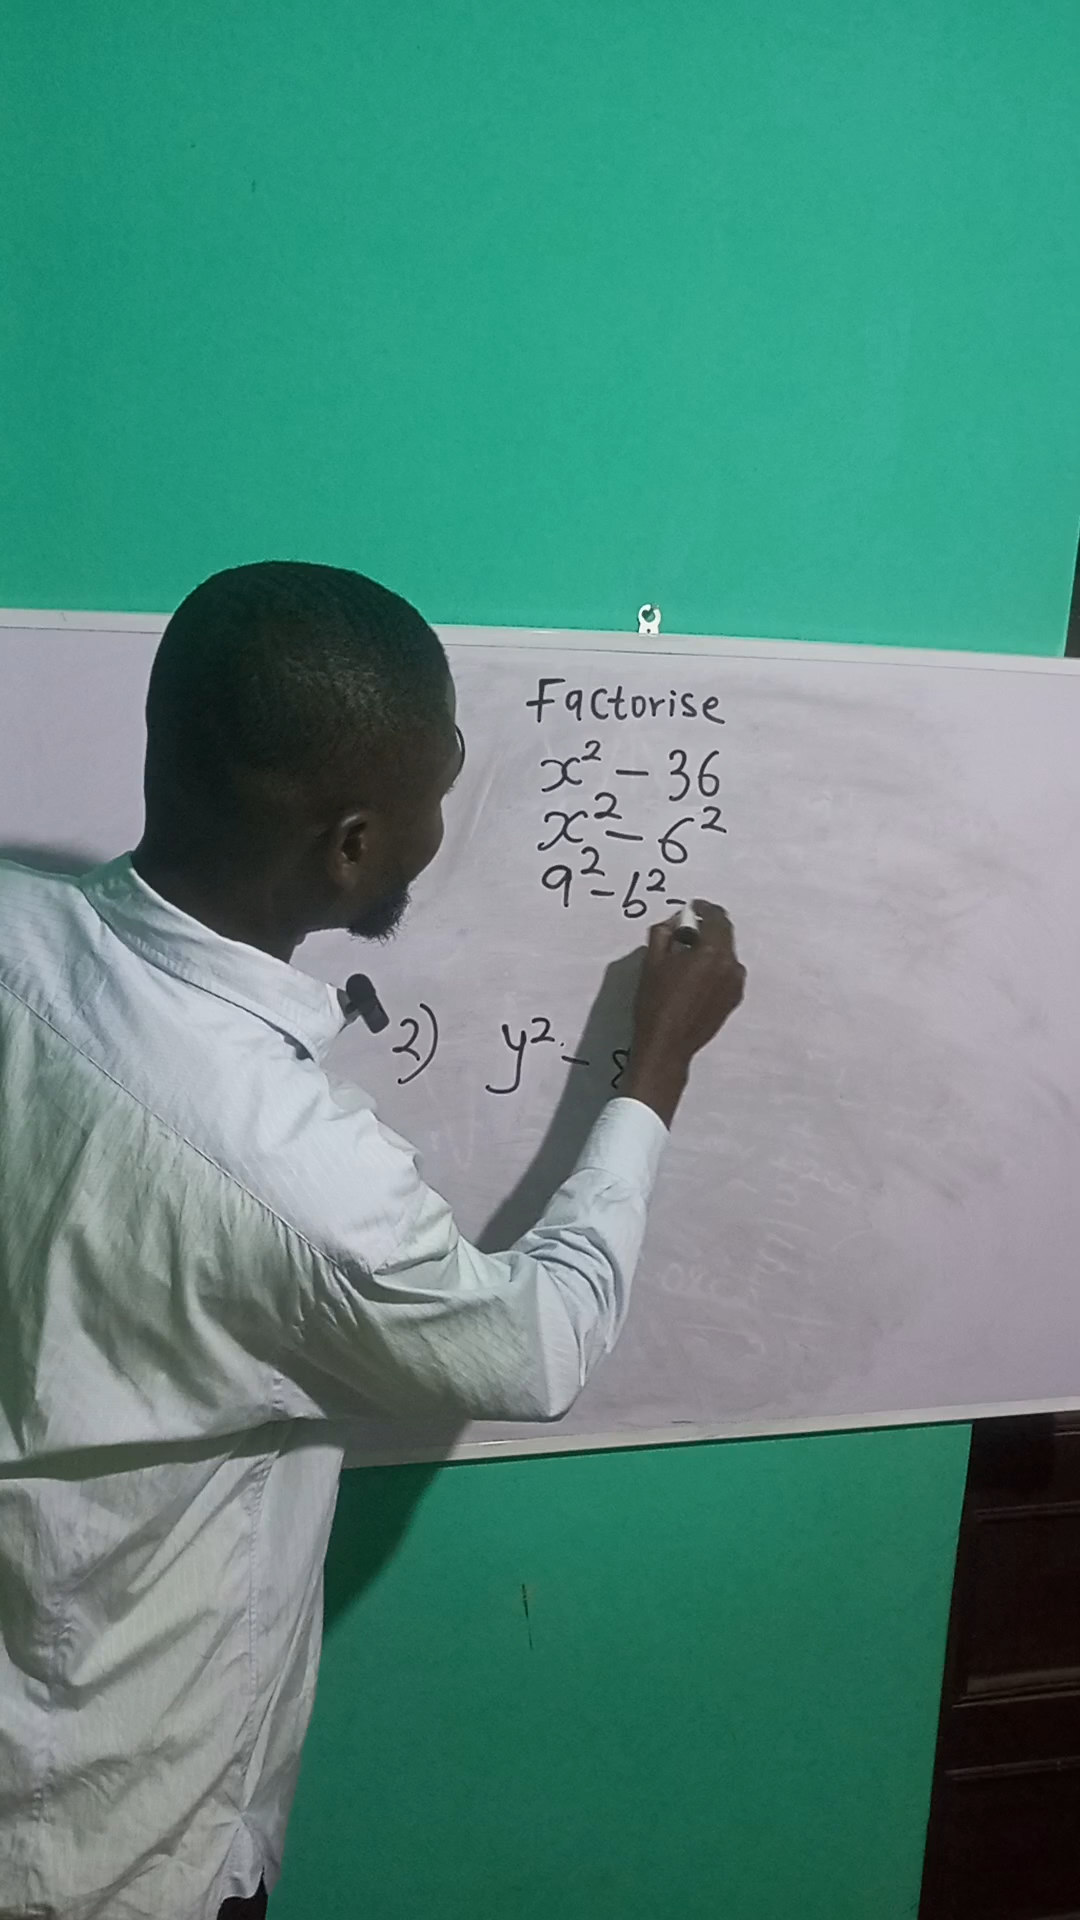 Factorise
x² - 36
x² - 6²
a² - b² -
2) y² -